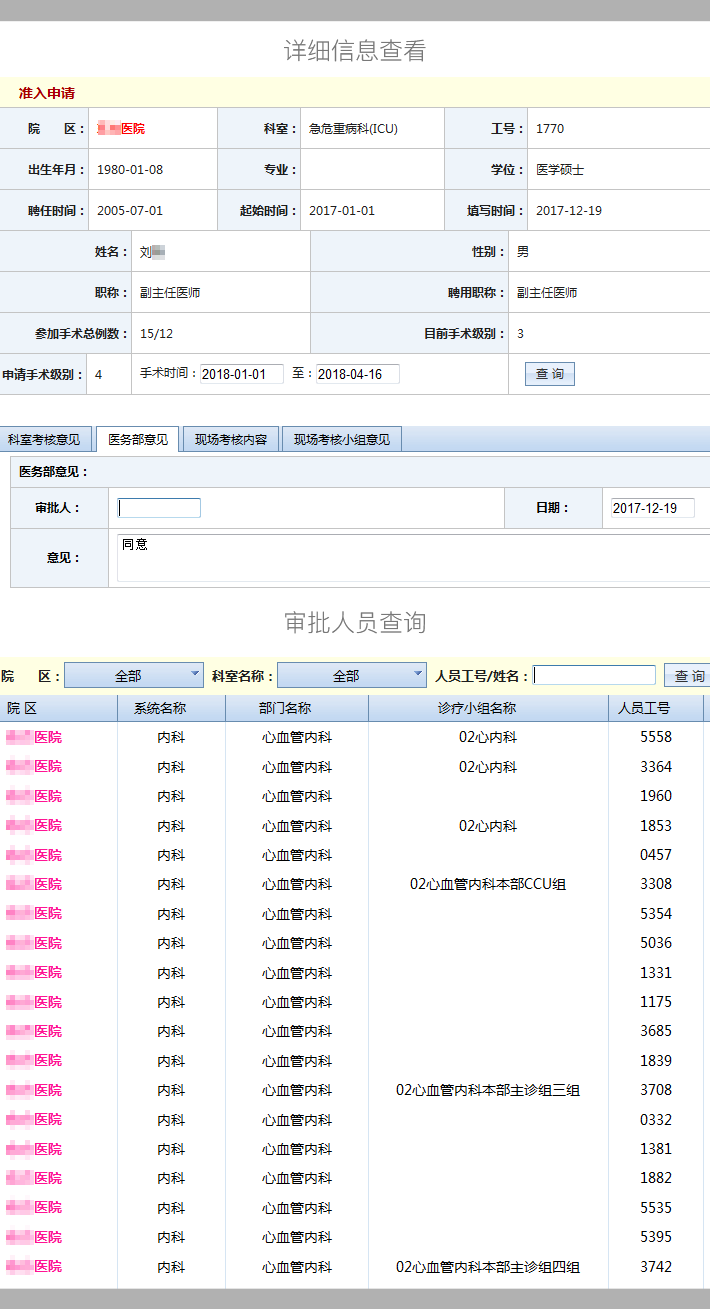 详细信息查看
准入申请
院 区： 医院 科室： 急危重病科(ICU) 工号： 1770
出生年月： 1980-01-08 专业： 学位： 医学硕士
聘任时间： 2005-07-01 起始时间： 2017-01-01 填写时间： 2017-12-19
姓名： 刘 性别： 男
职称： 副主任医师 聘用职称： 副主任医师
参加手术总例数： 15/12 目前手术级别： 3
申请手术级别： 4 手术时间： 2018-01-01 至： 2018-04-16 查 询
科室考核意见 医务部意见 现场考核内容 现场考核小组意见
医务部意见：
审批人： 日期： 2017-12-19
意见： 同意
审批人员查询
院 区： 全部 科室名称： 全部 人员工号/姓名： 查 询
院 区 系统名称 部门名称 诊疗小组名称 人员工号
医院 内科 心血管内科 02心内科 5558
医院 内科 心血管内科 02心内科 3364
医院 内科 心血管内科 1960
医院 内科 心血管内科 02心内科 1853
医院 内科 心血管内科 0457
医院 内科 心血管内科 02心血管内科本部CCU组 3308
医院 内科 心血管内科 5354
医院 内科 心血管内科 5036
医院 内科 心血管内科 1331
医院 内科 心血管内科 1175
医院 内科 心血管内科 3685
医院 内科 心血管内科 1839
医院 内科 心血管内科 02心血管内科本部主诊组三组 3708
医院 内科 心血管内科 0332
医院 内科 心血管内科 1381
医院 内科 心血管内科 1882
医院 内科 心血管内科 5535
医院 内科 心血管内科 5395
医院 内科 心血管内科 02心血管内科本部主诊组四组 3742